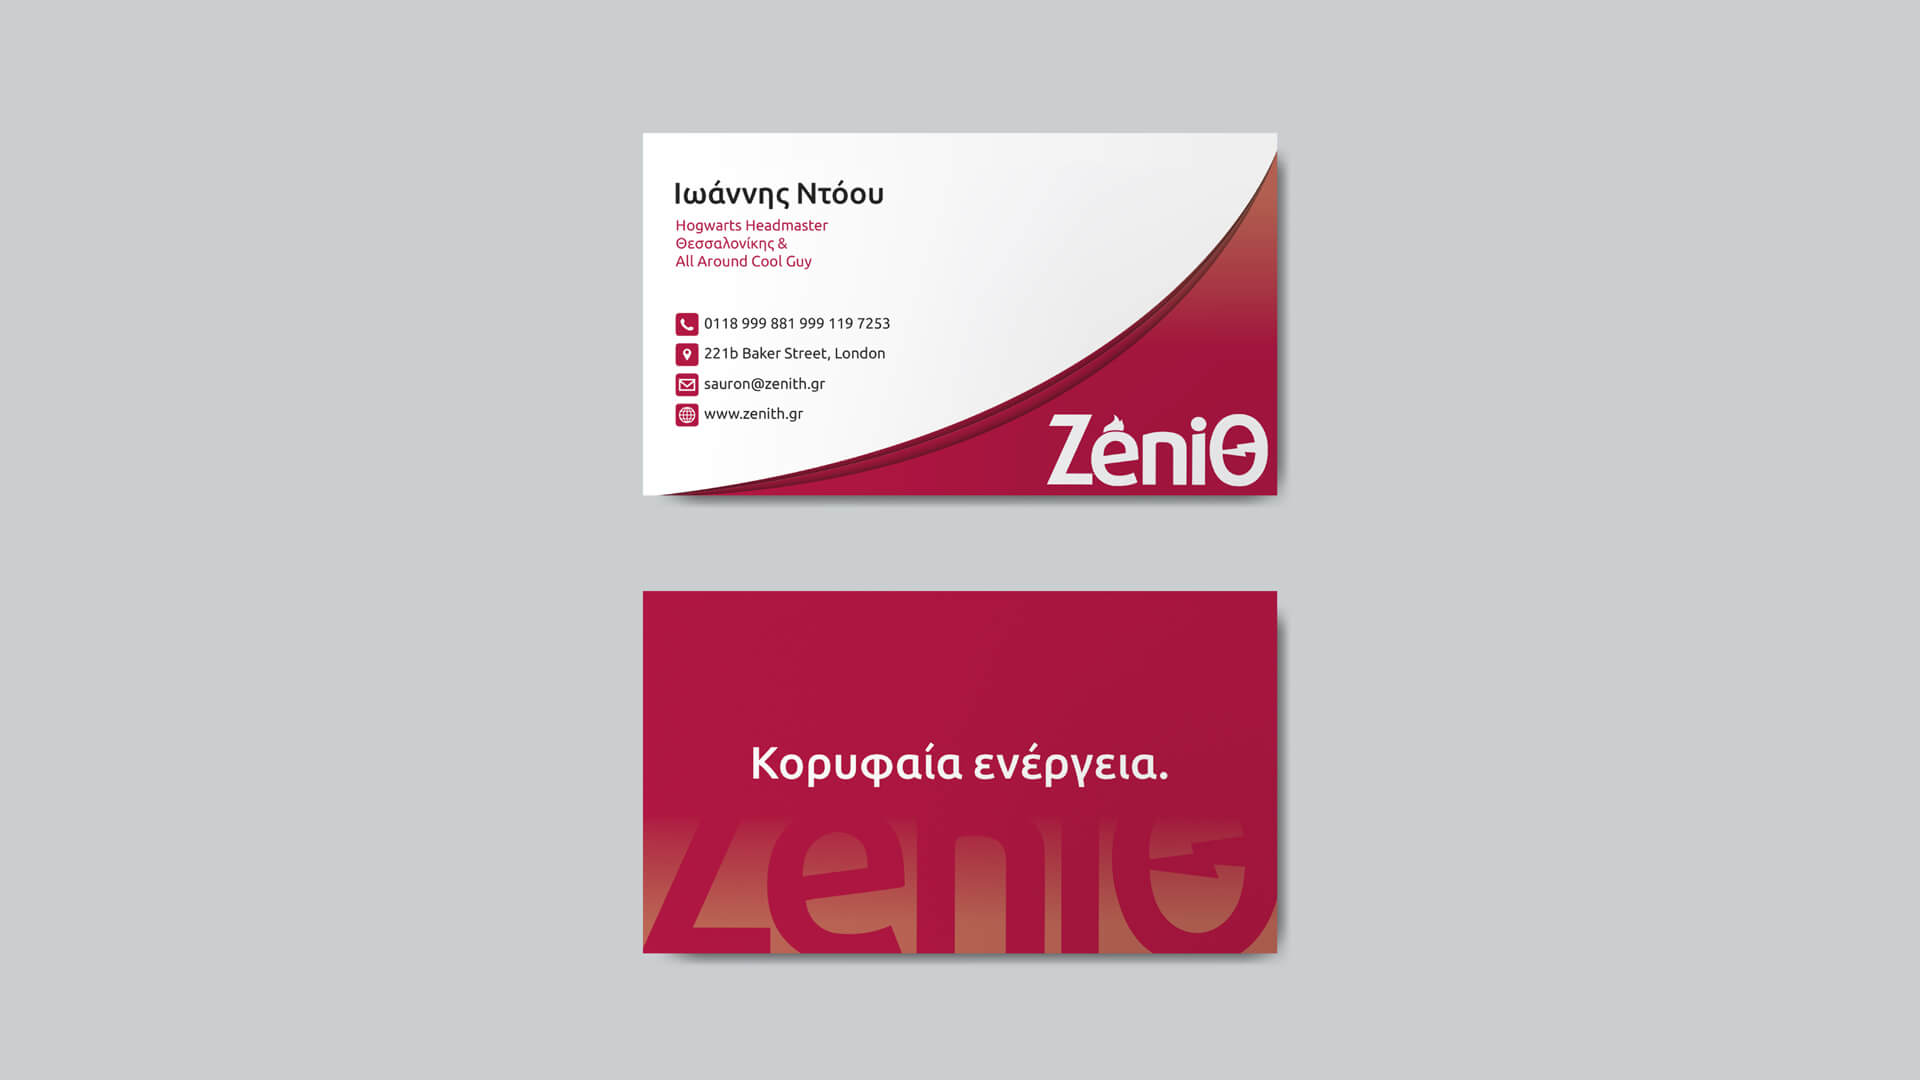 Ιωάννης Ντόου
Hogwarts Headmaster
Θεσσαλονίκης &
All Around Cool Guy
0118 999 881 999 119 7253
221b Baker Street, London
sauron@zenith.gr
www.zenith.gr
ZeniΘ
Κορυφαία ενέργεια.
ZeniΘ